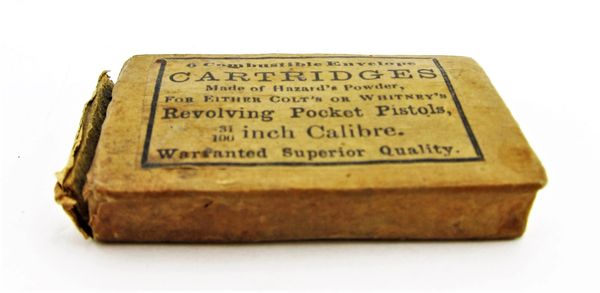 6 Combustible Envelope
CARTRIDGES
Made of Hazard's Powder,
FOR EITHER COLT'S OR WHITNEY'S
Revolving Pocket Pistols,
31/100 inch Calibre.
Warranted Superior Quality.